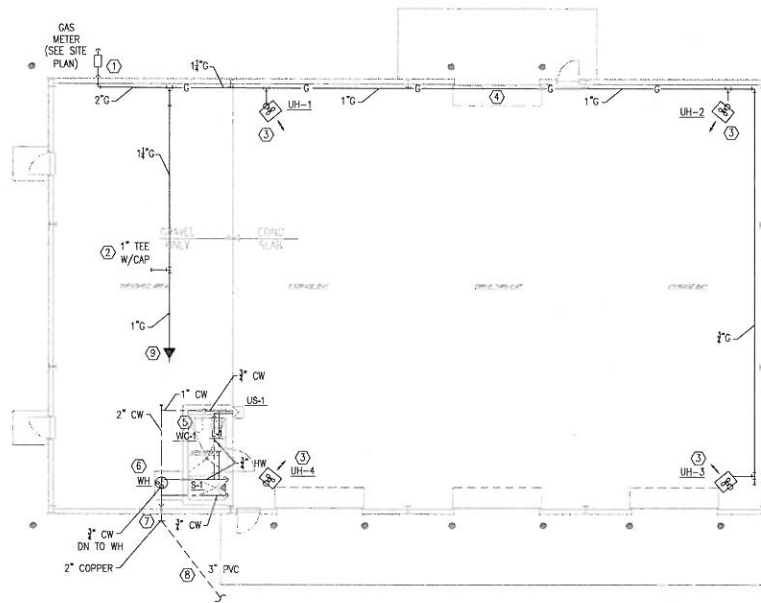 GAS
METER
(SEE SITE
PLAN)
1
1¼"G
2"G
G
G
1"G
4
G
1"G
G
UH-1
3
UH-2
3
1¼"G
2
1" TEE
W/CAP
GRAVEL
ONLY
CONC
SLAB
1"G
9
¾"G
¾" CW
1" CW
US-1
2" CW
5
WC-1
L-1
¾" HW
6
WH
S-1
3
UH-4
3
UH-3
7
¾" CW
¾" CW
DN TO WH
2" COPPER
8
3" PVC